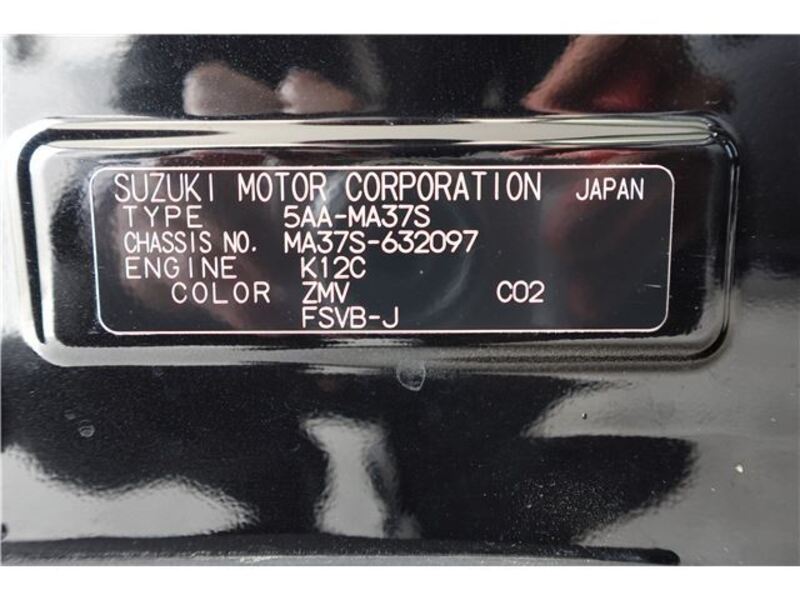 SUZUKI MOTOR CORPORATION JAPAN
TYPE 5AA-MA37S
CHASSIS NO. MA37S-632097
ENGINE K12C
COLOR ZMV C02
FSVB-J